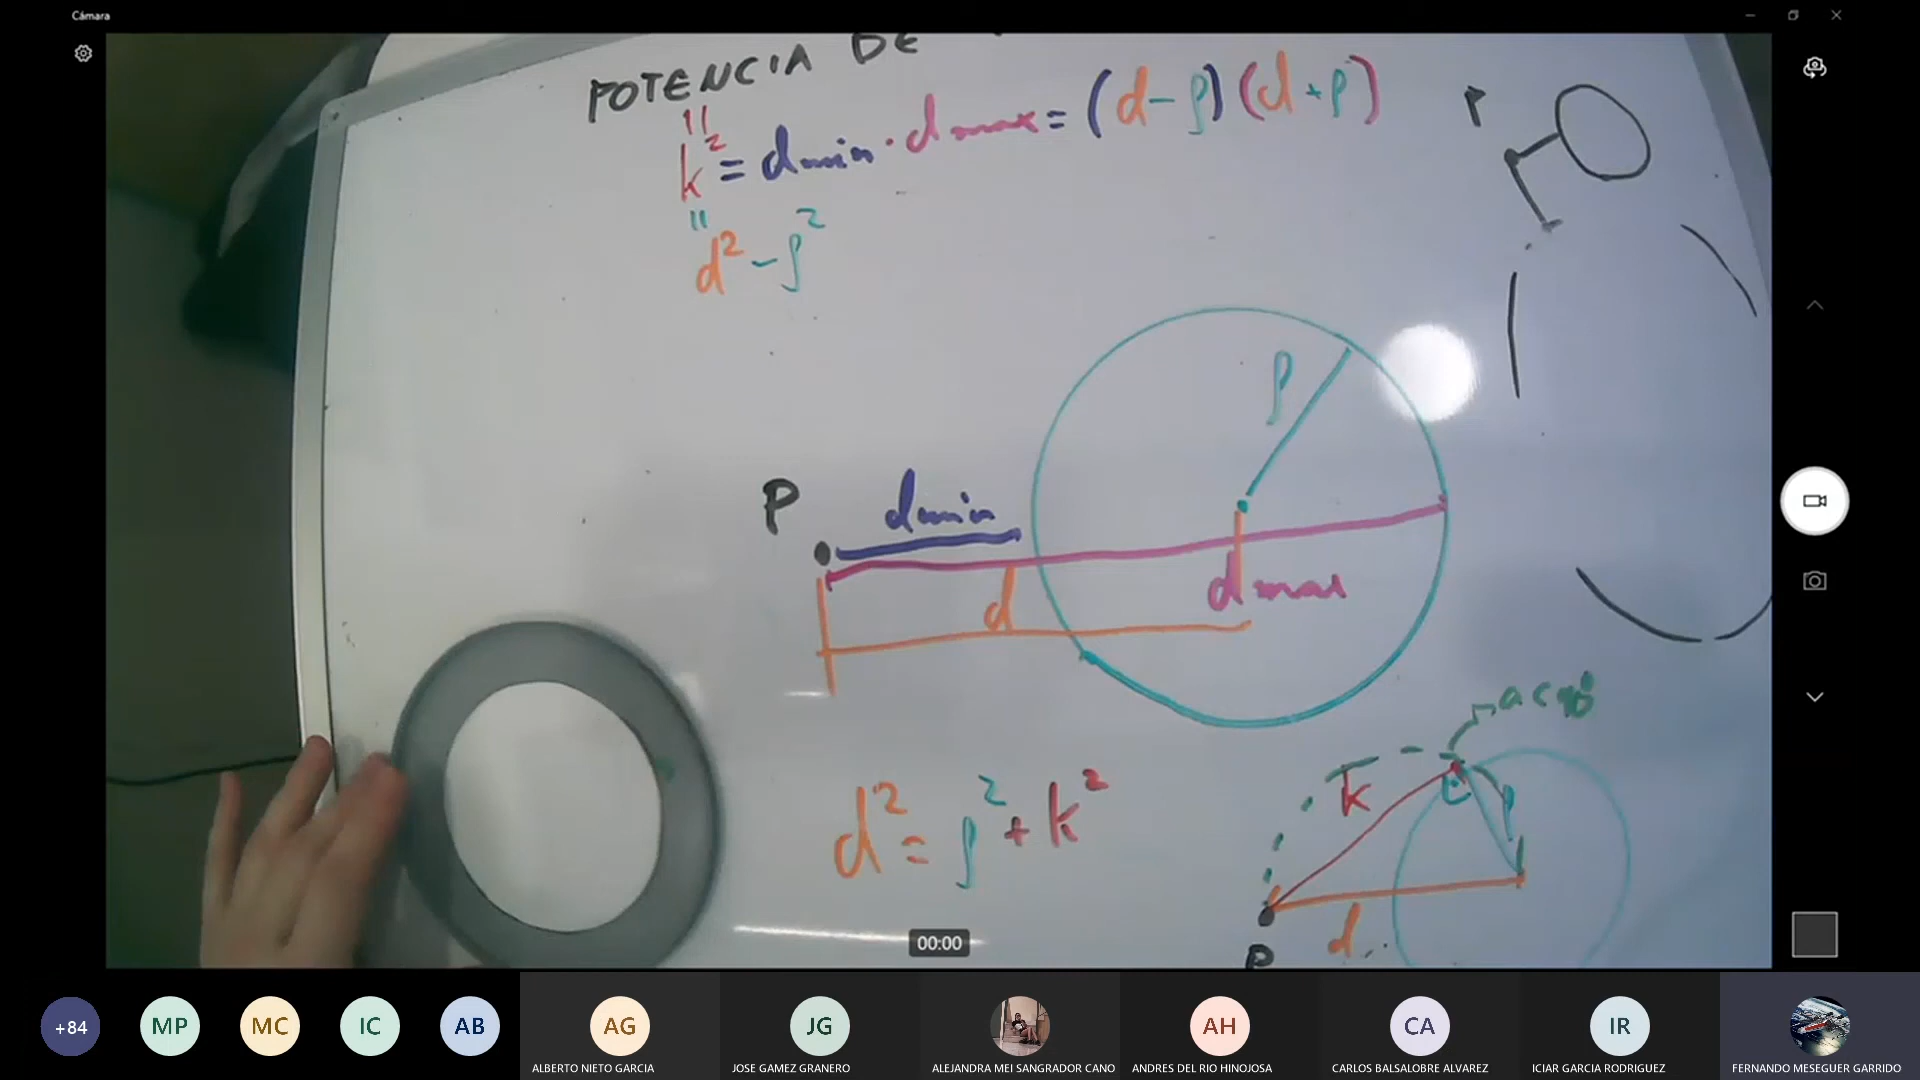 Cámara
POTENCIA DE
"
k² = dmin · dmax = (d - ρ) (d + ρ)
"
d² - ρ²
P
ρ
P
dmin
d
dmax
d² = ρ² + k²
k
ρ
d
P
00:00
+84
MP
MC
IC
AB
AG
JG
AH
CA
IR
ALBERTO NIETO GARCIA
JOSE GAMEZ GRANERO
ALEJANDRA MEI SANGRADOR CANO
ANDRES DEL RIO HINOJOSA
CARLOS BALSALOBRE ALVAREZ
ICIAR GARCIA RODRIGUEZ
FERNANDO MESEGUER GARRIDO